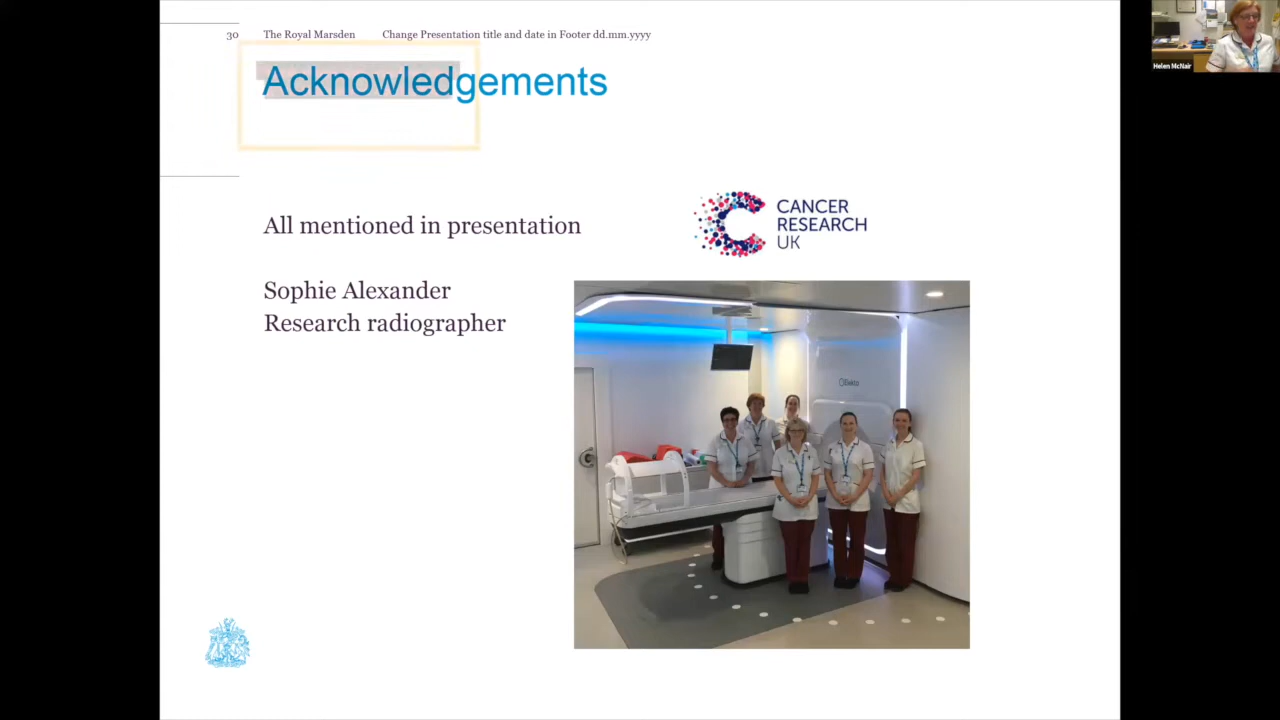 30 The Royal Marsden Change Presentation title and date in Footer dd.mm.yyyy
Acknowledgements
All mentioned in presentation
CANCER
RESEARCH
UK
Sophie Alexander
Research radiographer
Elekta
Helen McNair